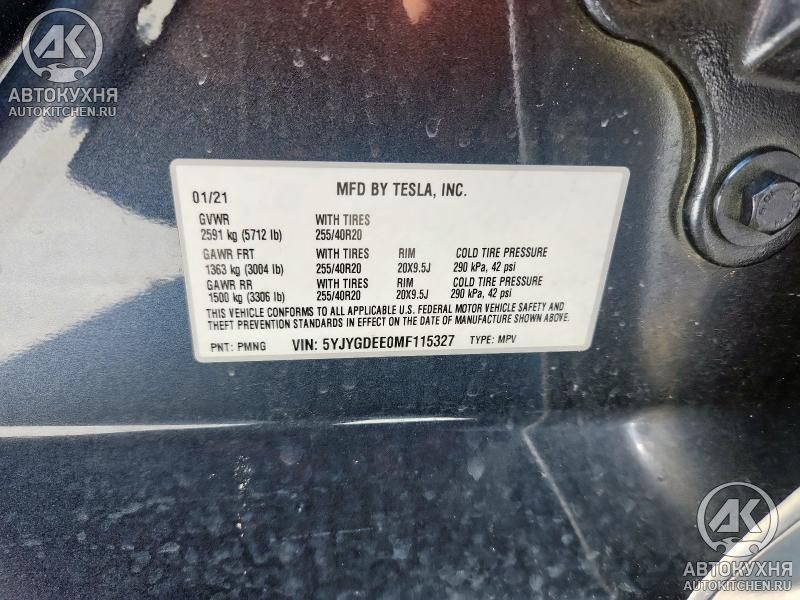 АК
АВТОКУХНЯ
AUTOKITCHEN.RU
01/21 MFD BY TESLA, INC.
GVWR WITH TIRES
2591 kg (5712 lb) 255/40R20
GAWR FRT WITH TIRES RIM COLD TIRE PRESSURE
1363 kg (3004 lb) 255/40R20 20X9.5J 290 kPa, 42 psi
GAWR RR WITH TIRES RIM COLD TIRE PRESSURE
1500 kg (3306 lb) 255/40R20 20X9.5J 290 kPa, 42 psi
THIS VEHICLE CONFORMS TO ALL APPLICABLE U.S. FEDERAL MOTOR VEHICLE SAFETY AND
THEFT PREVENTION STANDARDS IN EFFECT ON THE DATE OF MANUFACTURE SHOWN ABOVE.
PNT: PMNG VIN: 5YJYGDEE0MF115327 TYPE: MPV
АК
АВТОКУХНЯ
AUTOKITCHEN.RU